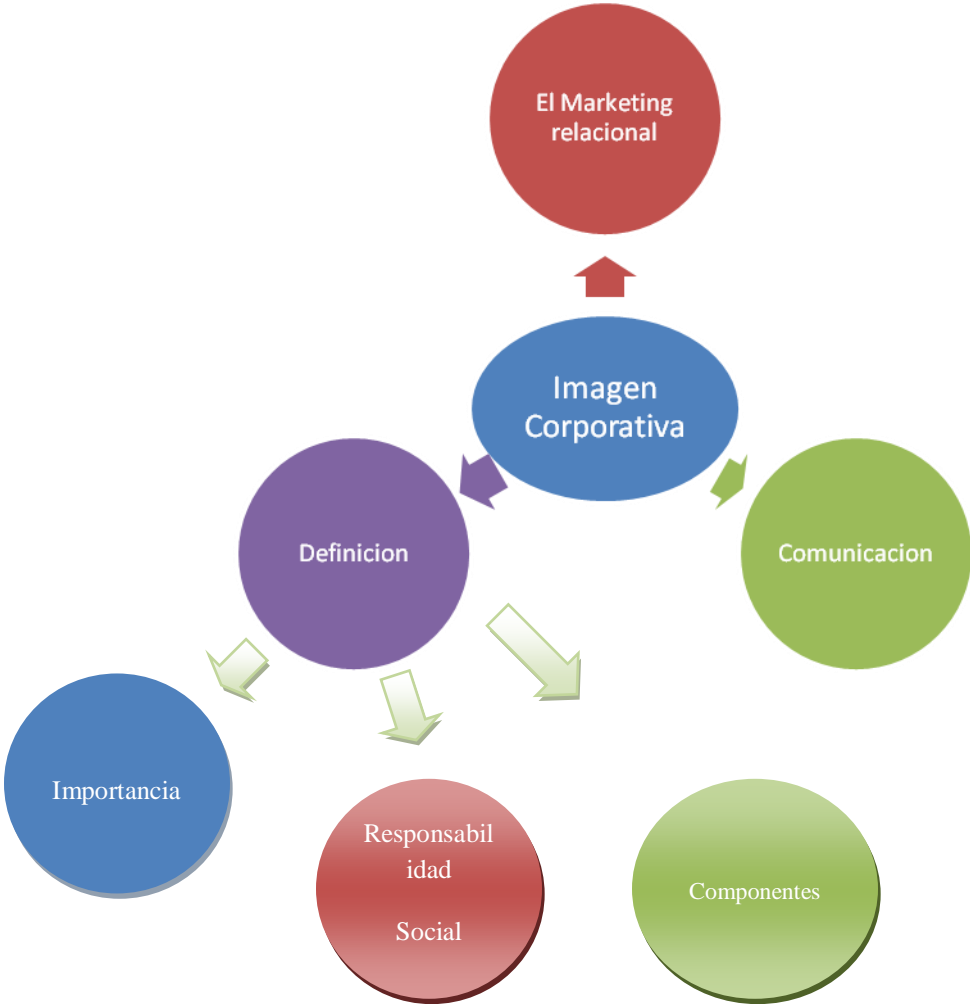 El Marketing
relacional
Imagen
Corporativa
Definicion
Comunicacion
Importancia
Responsabil
idad
Social
Componentes